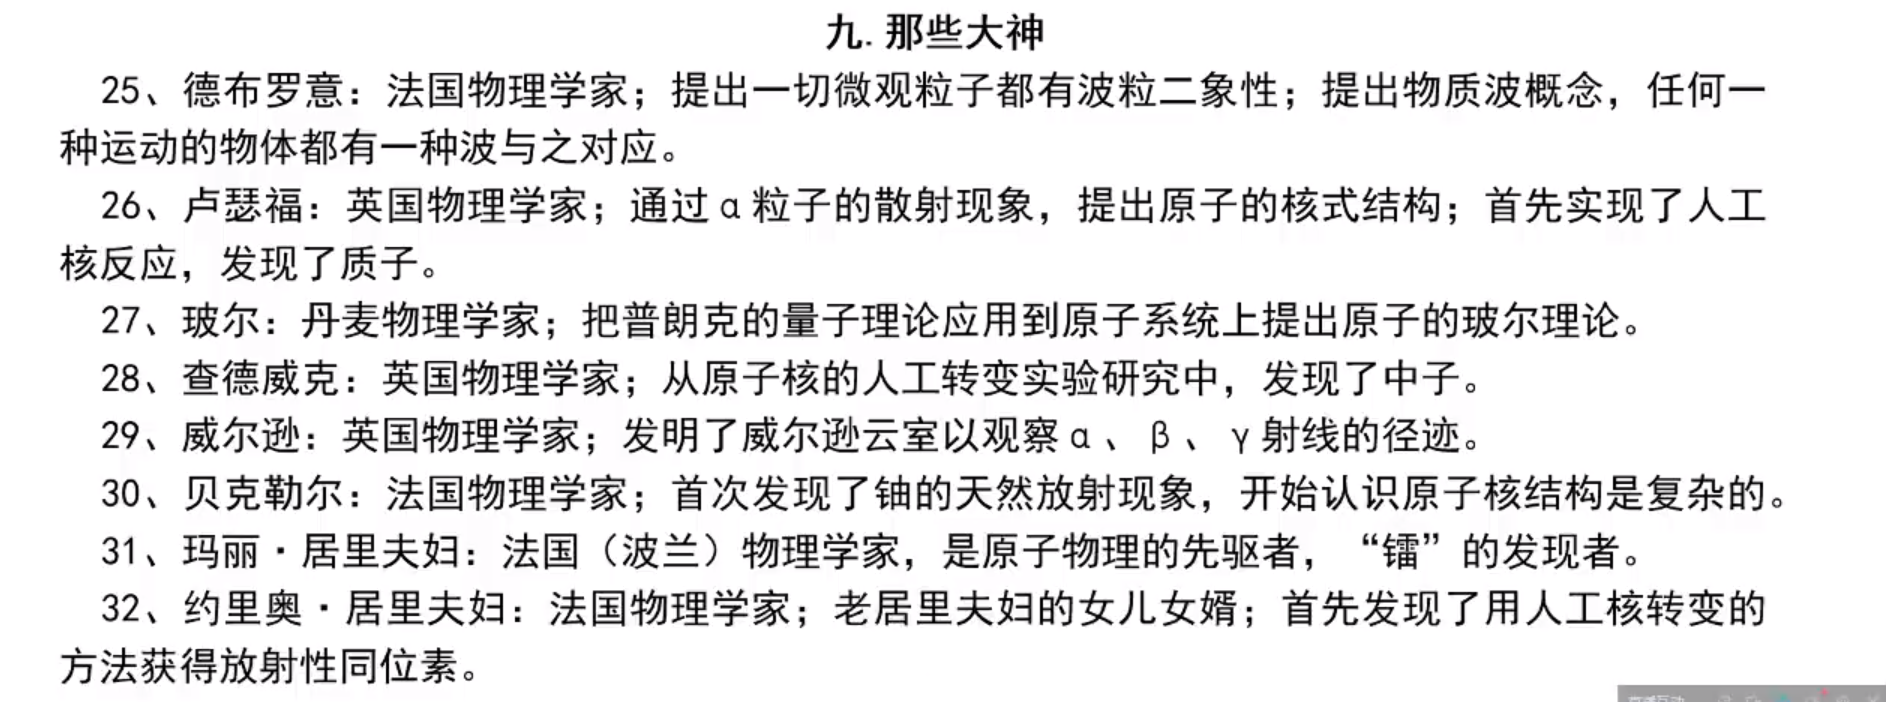 九. 那些大神
25、德布罗意：法国物理学家；提出一切微观粒子都有波粒二象性；提出物质波概念，任何一
种运动的物体都有一种波与之对应。
26、卢瑟福：英国物理学家；通过α粒子的散射现象，提出原子的核式结构；首先实现了人工
核反应，发现了质子。
27、玻尔：丹麦物理学家；把普朗克的量子理论应用到原子系统上提出原子的玻尔理论。
28、查德威克：英国物理学家；从原子核的人工转变实验研究中，发现了中子。
29、威尔逊：英国物理学家；发明了威尔逊云室以观察α、β、γ射线的径迹。
30、贝克勒尔：法国物理学家；首次发现了铀的天然放射现象，开始认识原子核结构是复杂的。
31、玛丽·居里夫妇：法国（波兰）物理学家，是原子物理的先驱者，“镭”的发现者。
32、约里奥·居里夫妇：法国物理学家；老居里夫妇的女儿女婿；首先发现了用人工核转变的
方法获得放射性同位素。